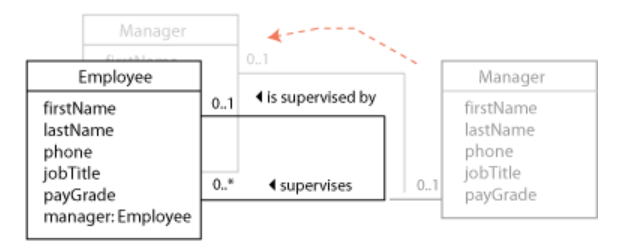 Manager
firstName
0..1
Employee
firstName
lastName
phone
jobTitle
payGrade
manager: Employee
0..1
◀ is supervised by
0..*
◀ supervises
0..1
Manager
firstName
lastName
phone
jobTitle
payGrade